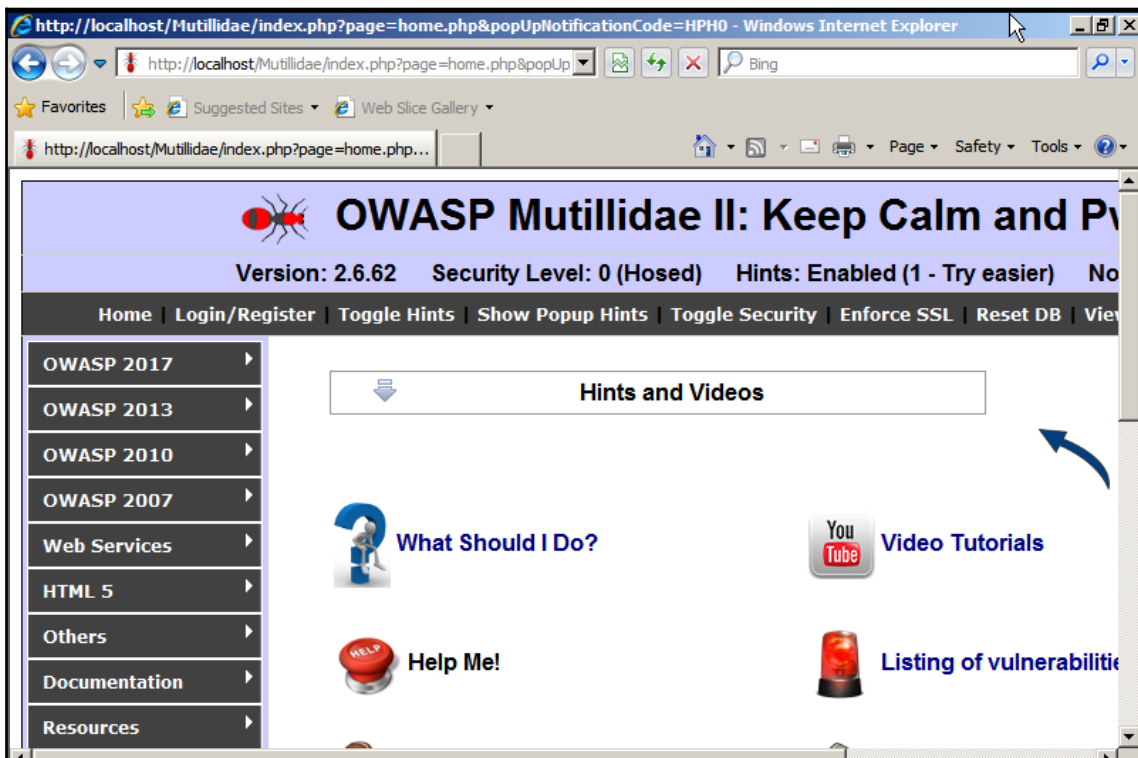 http://localhost/Mutillidae/index.php?page=home.php&popUpNotificationCode=HPH0 - Windows Internet Explorer
http://localhost/Mutillidae/index.php?page=home.php&popUp Bing
Favorites Suggested Sites Web Slice Gallery
http://localhost/Mutillidae/index.php?page=home.php... Page Safety Tools
OWASP Mutillidae II: Keep Calm and
Version: 2.6.62 Security Level: 0 (Hosed) Hints: Enabled (1 - Try easier) No
Home | Login/Register | Toggle Hints | Show Popup Hints | Toggle Security | Enforce SSL | Reset DB |
OWASP 2017
Hints and Videos
OWASP 2013
OWASP 2010
OWASP 2007
What Should I Do?
You Tube
Video Tutorials
Web Services
HTML 5
Others
HELP
Help Me!
Listing of
Documentation
Resources